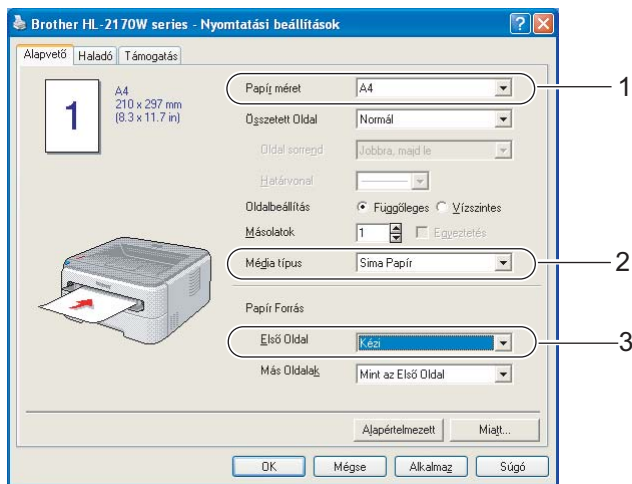 Brother HL-2170W series - Nyomtatási beállítások
Alapvető Haladó Támogatás
1
A4
210 x 297 mm
(8.3 x 11.7 in)
Papír méret A4 1
Összetett Oldal Normál
Oldal sorrend Jobbra, majd le
Határvonal
Oldalbeállítás Függőleges Vízszintes
Másolatok 1 Egyeztetés
Média típus Sima Papír 2
Papír Forrás
Első Oldal Kézi 3
Más Oldalak Mint az Első Oldal
Alapértelmezett Miatt...
OK Mégse Alkalmaz Súgó